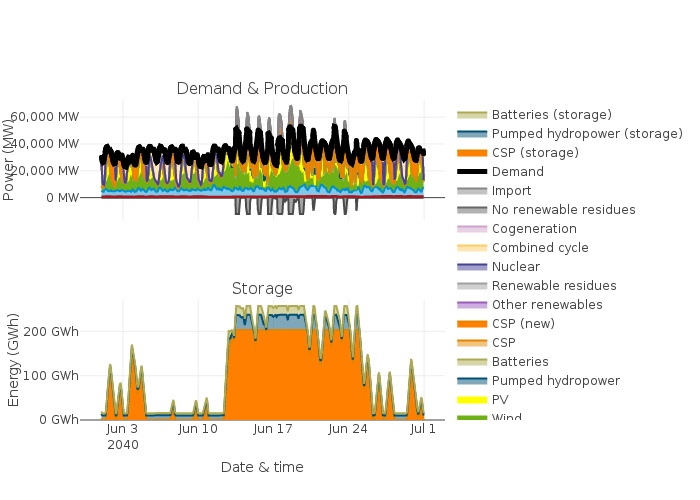 Demand & Production
Power (MW)
60,000 MW
40,000 MW
20,000 MW
0 MW
Storage
Energy (GWh)
200 GWh
100 GWh
0 GWh
Jun 3
2040
Jun 10
Jun 17
Jun 24
Jul 1
Date & time
Batteries (storage)
Pumped hydropower (storage)
CSP (storage)
Demand
Import
No renewable residues
Cogeneration
Combined cycle
Nuclear
Renewable residues
Other renewables
CSP (new)
CSP
Batteries
Pumped hydropower
PV
Wind